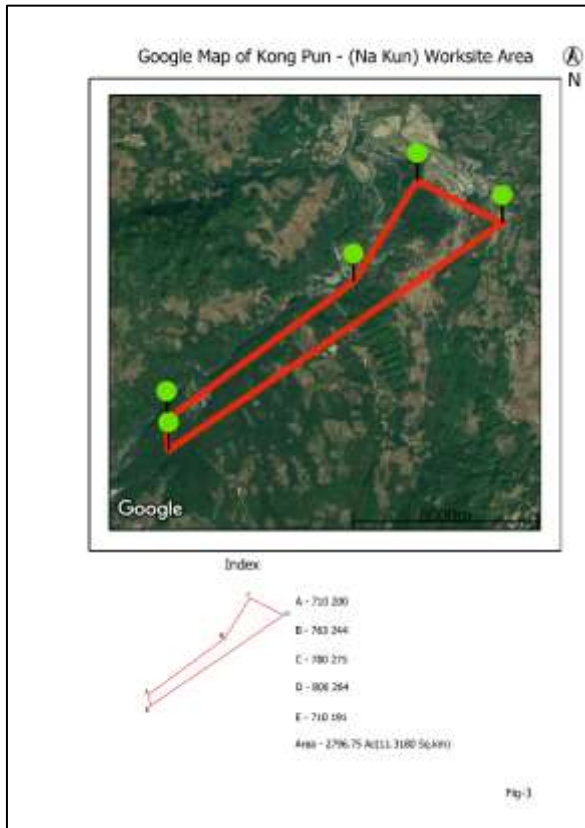 Google Map of Kong Pun - (Na Kun) Worksite Area
N
Google
Index
A - 710 200
B - 763 244
C - 780 275
D - 806 264
E - 710 191
Area - 2796.75 Ac(11.3180 Sq.km)
Fig-3